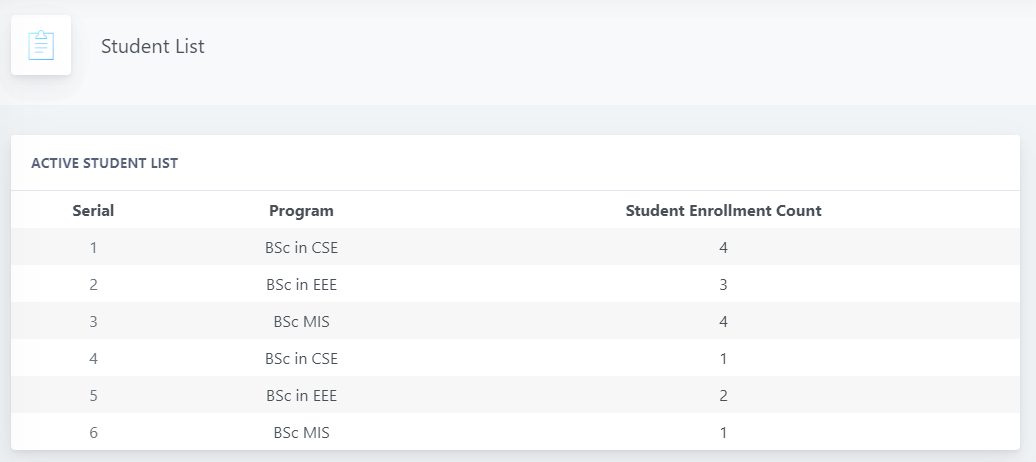 Student List
ACTIVE STUDENT LIST
Serial Program Student Enrollment Count
1 BSc in CSE 4
2 BSc in EEE 3
3 BSc MIS 4
4 BSc in CSE 1
5 BSc in EEE 2
6 BSc MIS 1